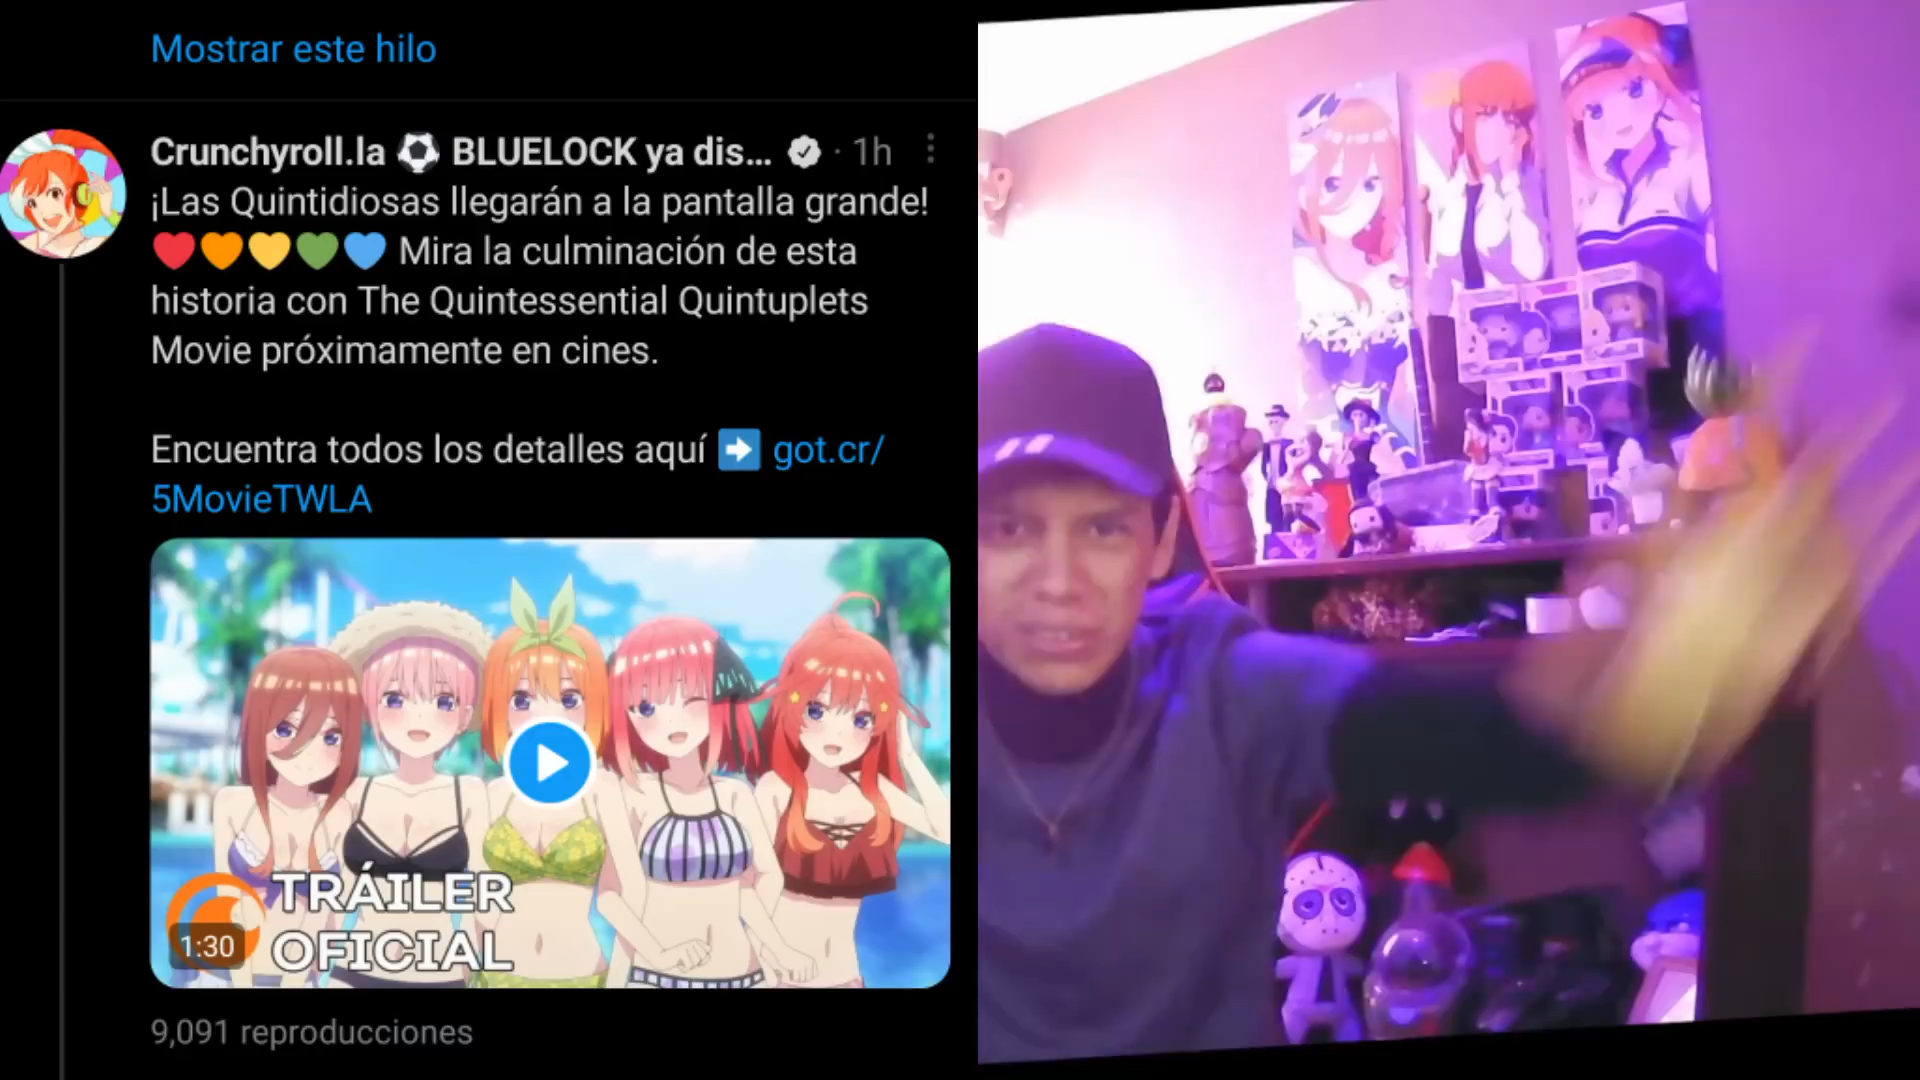 Mostrar este hilo
Crunchyroll.la ⚽ BLUELOCK ya dis... · 1h
¡Las Quintidiosas llegarán a la pantalla grande!
❤️🧡💛💚💙 Mira la culminación de esta
historia con The Quintessential Quintuplets
Movie próximamente en cines.
Encuentra todos los detalles aquí ➡️ got.cr/
5MovieTWLA
TRÁILER
OFICIAL
1:30
9,091 reproducciones